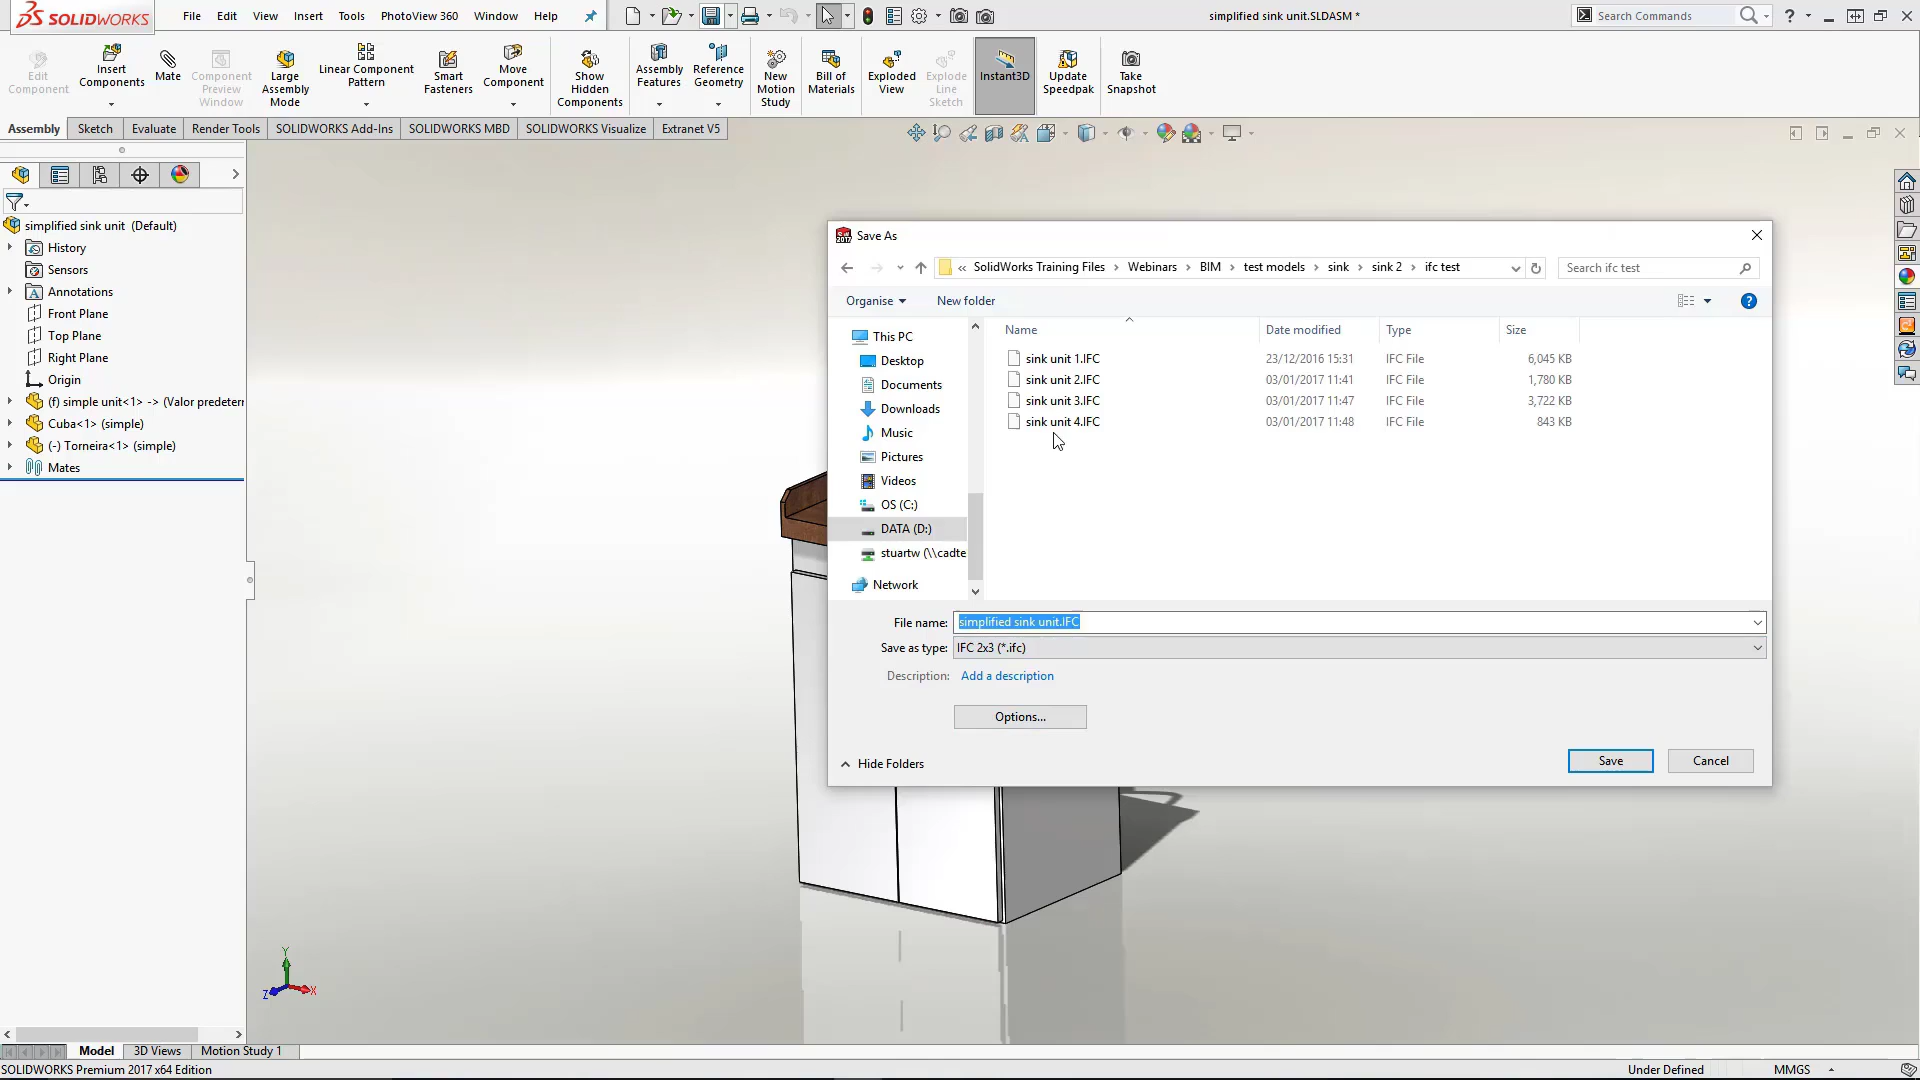 SOLIDWORKS
File Edit View Insert Tools PhotoView 360 Window Help
simplified sink unit.SLDASM *
Search Commands
Edit Component
Insert Components
Mate
Component Preview Window
Large Assembly Mode
Linear Component Pattern
Smart Fasteners
Move Component
Show Hidden Components
Assembly Features
Reference Geometry
New Motion Study
Bill of Materials
Exploded View
Explode Line Sketch
Instant3D
Update Speedpak
Take Snapshot
Assembly Sketch Evaluate Render Tools SOLIDWORKS Add-Ins SOLIDWORKS MBD SOLIDWORKS Visualize Extranet V5
simplified sink unit (Default)
History
Sensors
Annotations
Front Plane
Top Plane
Right Plane
Origin
(f) simple unit<1> -> (Valor predeterr
Cuba<1> (simple)
(-) Torneira<1> (simple)
Mates
Save As
« SolidWorks Training Files › Webinars › BIM › test models › sink › sink 2 › ifc test
Search ifc test
Organise New folder
This PC
Desktop
Documents
Downloads
Music
Pictures
Videos
OS (C:)
DATA (D:)
stuartw (\\cadte
Network
Name Date modified Type Size
sink unit 1.IFC 23/12/2016 15:31 IFC File 6,045 KB
sink unit 2.IFC 03/01/2017 11:41 IFC File 1,780 KB
sink unit 3.IFC 03/01/2017 11:47 IFC File 3,722 KB
sink unit 4.IFC 03/01/2017 11:48 IFC File 843 KB
File name: simplified sink unit.IFC
Save as type: IFC 2x3 (*.ifc)
Description: Add a description
Options...
Hide Folders
Save Cancel
Y
Z X
Model 3D Views Motion Study 1
SOLIDWORKS Premium 2017 x64 Edition
Under Defined MMGS